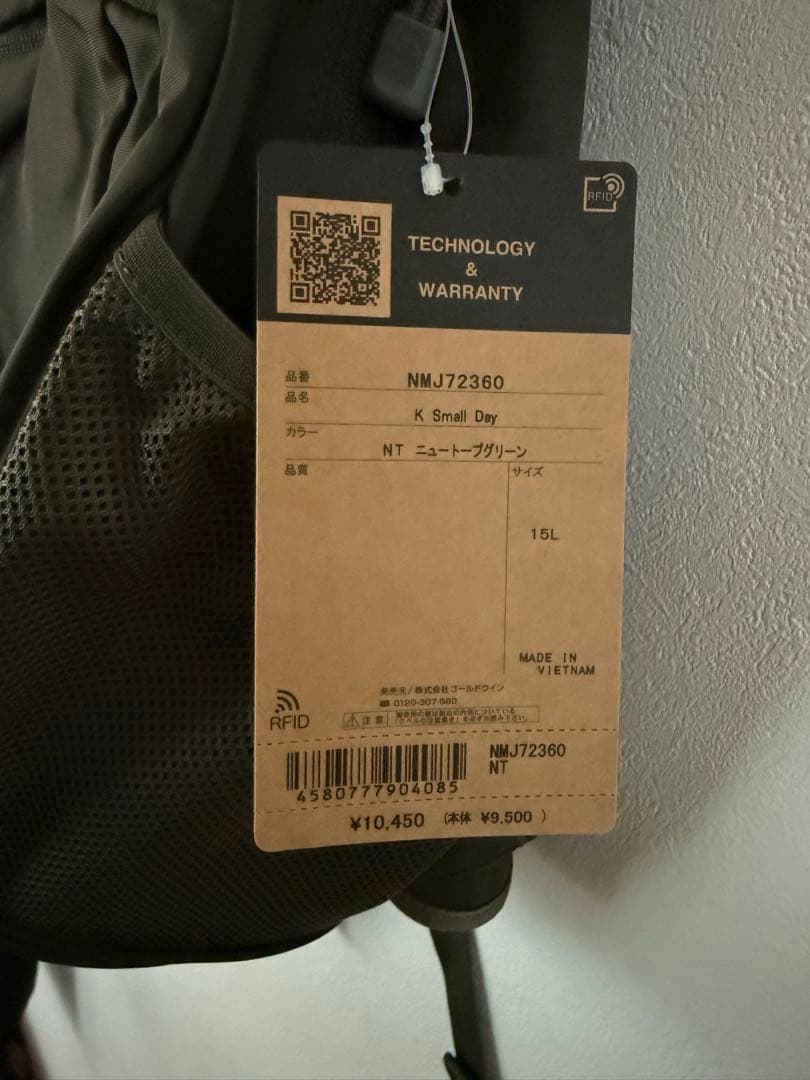 RFID
TECHNOLOGY
&
WARRANTY
品番 NMJ72360
品名
K Small Day
カラー
NT ニュートープグリーン
品質
サイズ
15L
MADE IN
VIETNAM
発売元/株式会社ゴールドウイン
0120-307-560
RFID
注意
NMJ72360
NT
4580777904085
¥10,450 (本体 ¥9,500 )